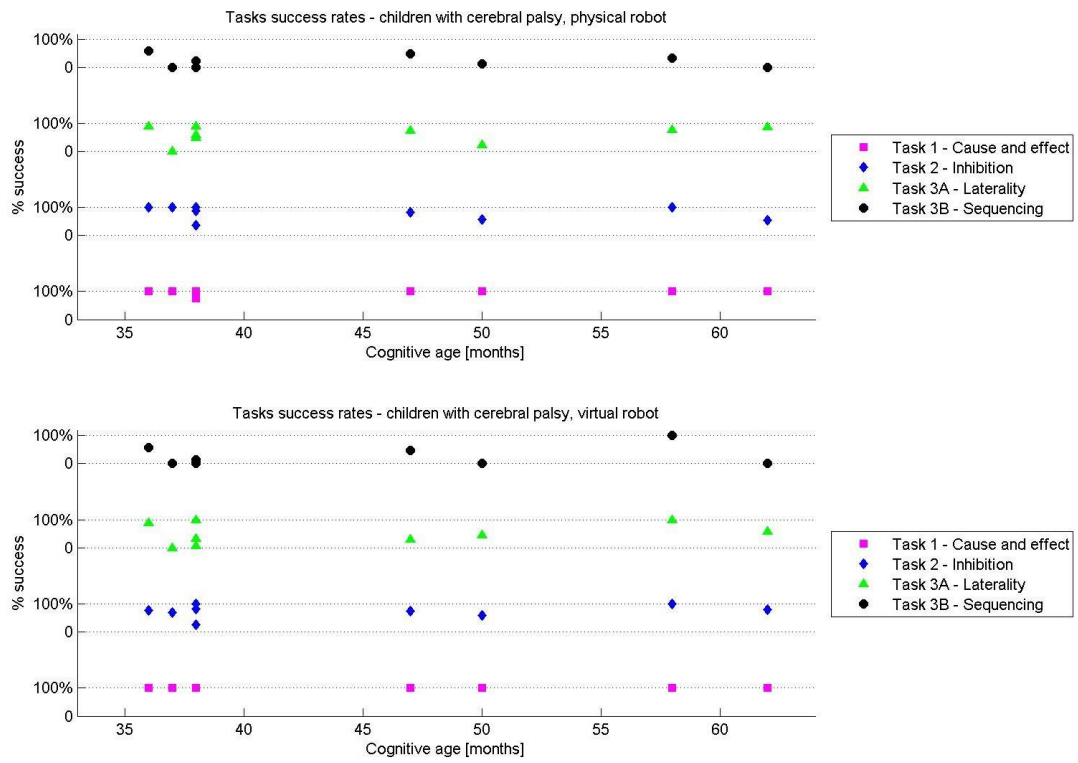 Tasks success rates - children with cerebral palsy, physical robot
100%
0
100%
0
100%
0
100%
0
% success
35 40 45 50 55 60
Cognitive age [months]
Task 1 - Cause and effect
Task 2 - Inhibition
Task 3A - Laterality
Task 3B - Sequencing
Tasks success rates - children with cerebral palsy, virtual robot
100%
0
100%
0
100%
0
100%
0
% success
35 40 45 50 55 60
Cognitive age [months]
Task 1 - Cause and effect
Task 2 - Inhibition
Task 3A - Laterality
Task 3B - Sequencing